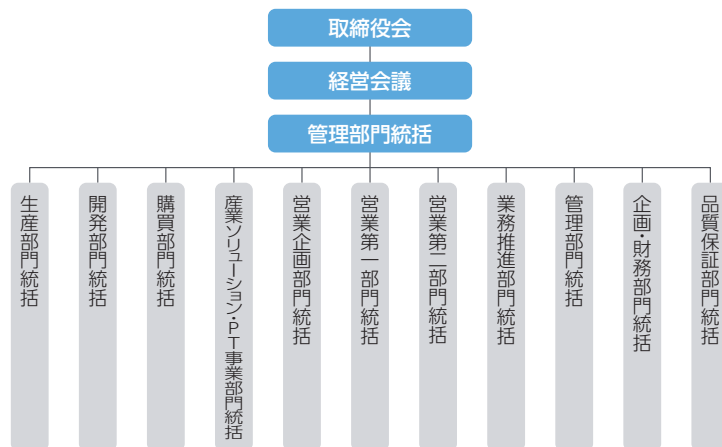 取締役会
経営会議
管理部門統括
生産部門統括
開発部門統括
購買部門統括
産業ソリューション・PT事業部門統括
営業企画部門統括
営業第一部門統括
営業第二部門統括
業務推進部門統括
管理部門統括
企画・財務部門統括
品質保証部門統括